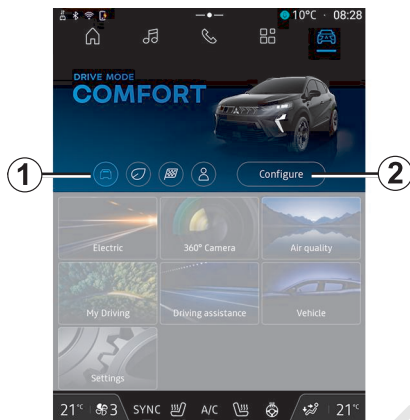 10°C · 08:28
DRIVE MODE
COMFORT
1
2
Configure
Electric
360° Camera
Air quality
My Driving
Driving assistance
Vehicle
Settings
21°C 3 SYNC A/C 21°C